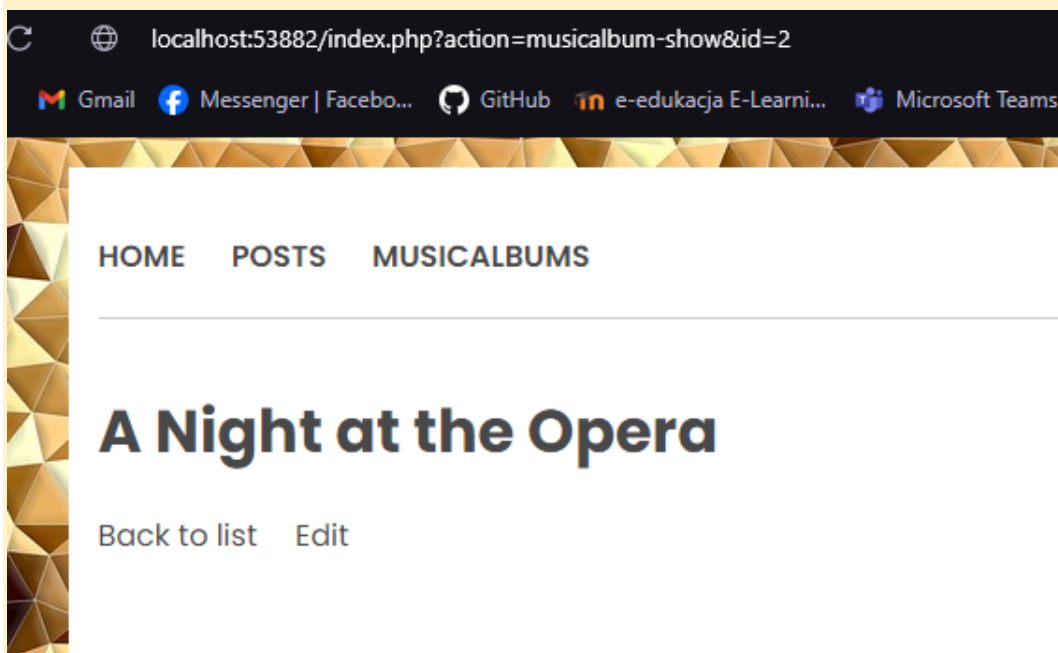 localhost:53882/index.php?action=musicalbum-show&id=2
Gmail Messenger | Facebo... GitHub e-edukacja E-Learni... Microsoft Teams
HOME POSTS MUSICALBUMS
A Night at the Opera
Back to list Edit